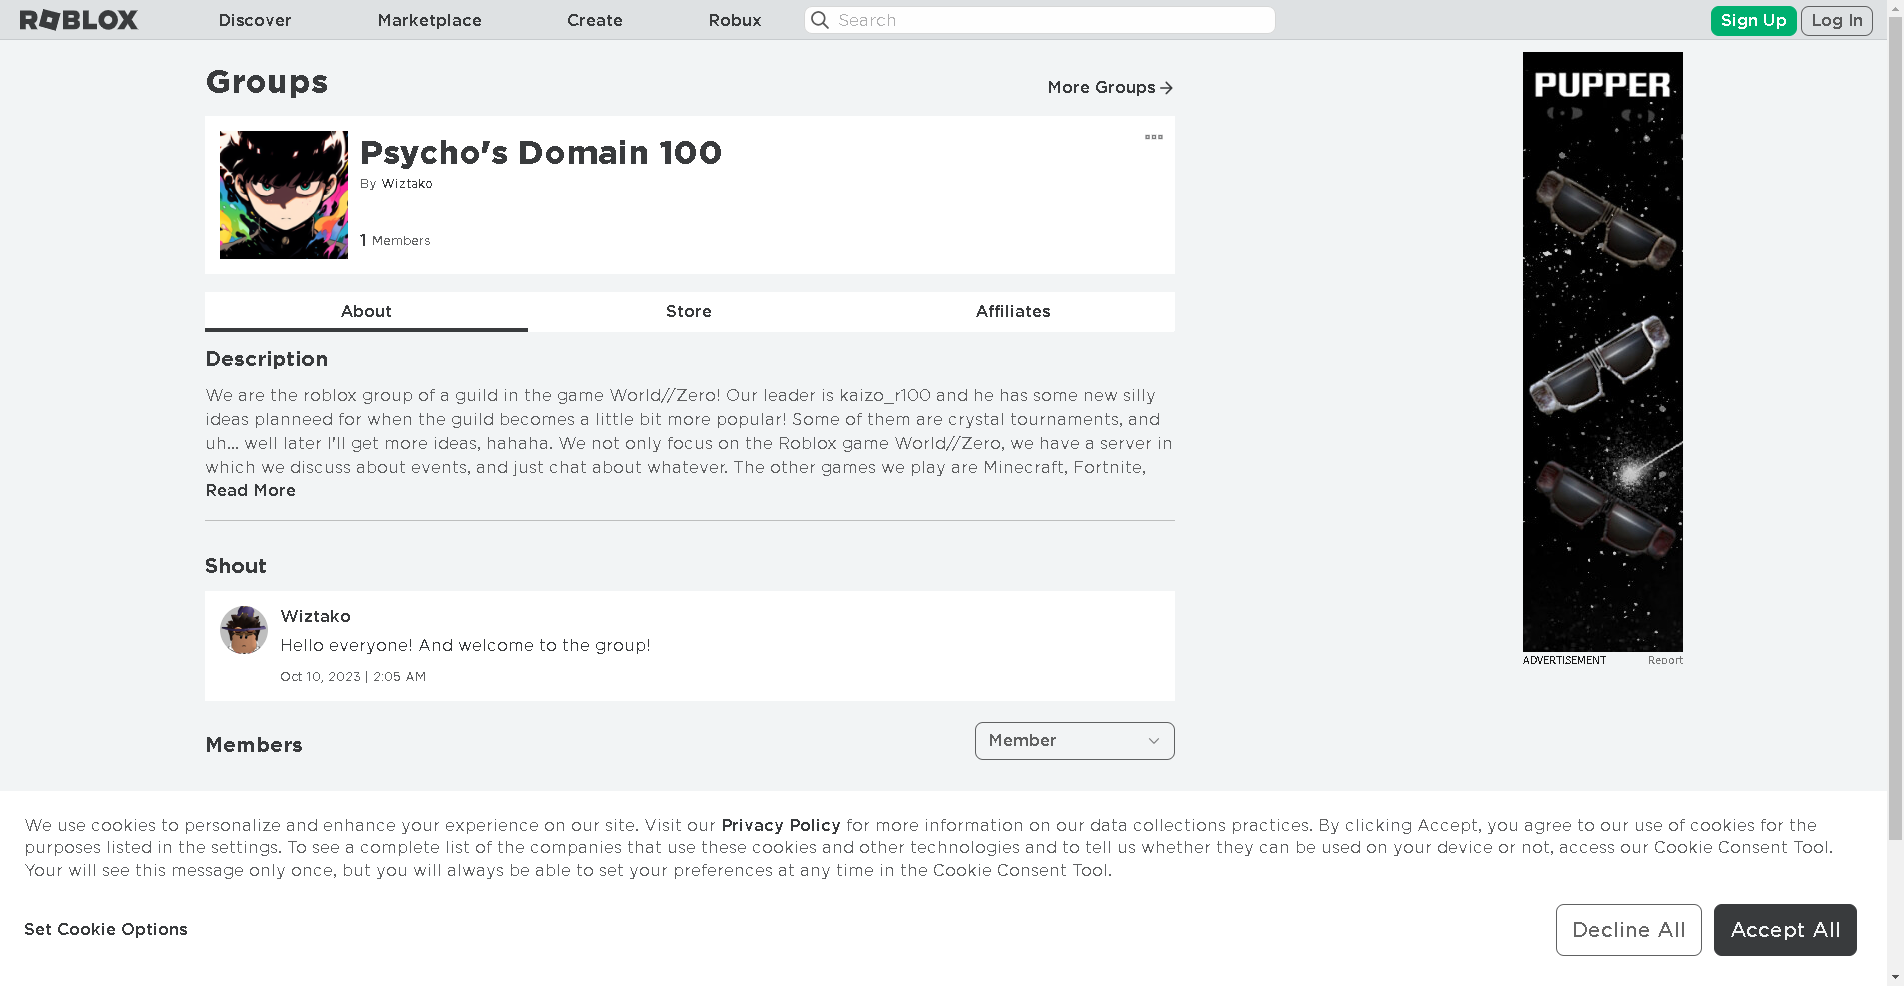 ROBLOX Discover Marketplace Create Robux Search Sign Up Log In
Groups
More Groups
Psycho's Domain 100
By Wiztako
1 Members
About Store Affiliates
Description
We are the roblox group of a guild in the game World//Zero! Our leader is kaizo_r100 and he has some new silly
ideas planneed for when the guild becomes a little bit more popular! Some of them are crystal tournaments, and
uh... well later I'll get more ideas, hahaha. We not only focus on the Roblox game World//Zero, we have a server in
which we discuss about events, and just chat about whatever. The other games we play are Minecraft, Fortnite,
Read More
Shout
Wiztako
Hello everyone! And welcome to the group!
Oct 10, 2023 | 2:05 AM
Members
Member
PUPPER
ADVERTISEMENT Report
We use cookies to personalize and enhance your experience on our site. Visit our Privacy Policy for more information on our data collections practices. By clicking Accept, you agree to our use of cookies for the
purposes listed in the settings. To see a complete list of the companies that use these cookies and other technologies and to tell us whether they can be used on your device or not, access our Cookie Consent Tool.
Your will see this message only once, but you will always be able to set your preferences at any time in the Cookie Consent Tool.
Set Cookie Options
Decline All
Accept All